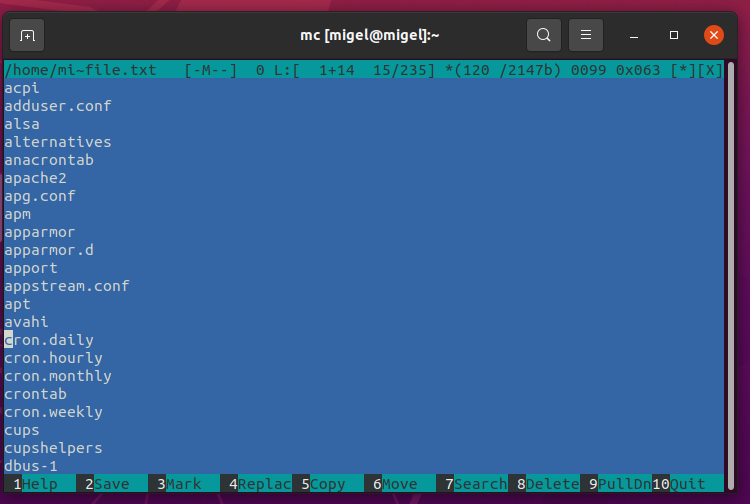 mc [migel@migel]:~
/home/mi~file.txt   [-M--]  0 L:[  1+14  15/235] *(120 /2147b) 0099 0x063 [*][X]
acpi
adduser.conf
alsa
alternatives
anacrontab
apache2
apg.conf
apm
apparmor
apparmor.d
apport
appstream.conf
apt
avahi
cron.daily
cron.hourly
cron.monthly
crontab
cron.weekly
cups
cupshelpers
dbus-1
1Help 2Save 3Mark 4Replac 5Copy 6Move 7Search 8Delete 9PullDn 10Quit